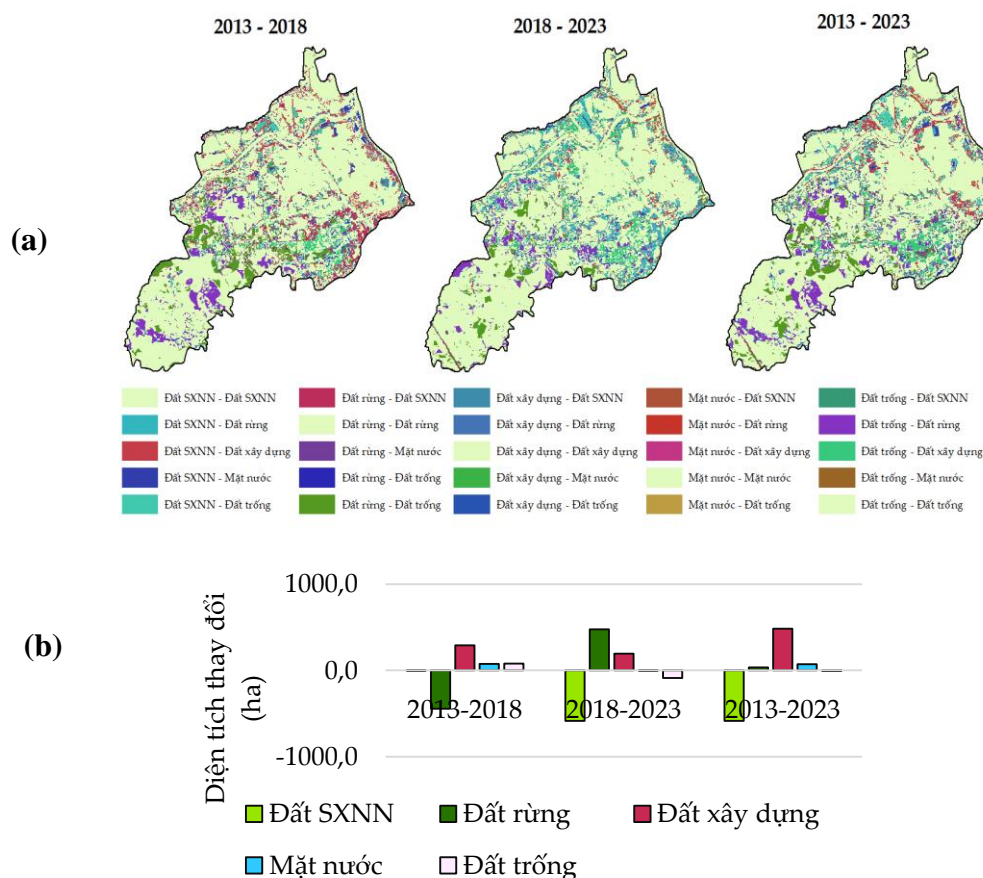 2013 - 2018
2018 - 2023
2013 - 2023
(a)
Đất SXNN - Đất SXNN
Đất rừng - Đất SXNN
Đất xây dựng - Đất SXNN
Mặt nước - Đất SXNN
Đất trống - Đất SXNN
Đất SXNN - Đất rừng
Đất rừng - Đất rừng
Đất xây dựng - Đất rừng
Mặt nước - Đất rừng
Đất trống - Đất rừng
Đất SXNN - Đất xây dựng
Đất rừng - Mặt nước
Đất xây dựng - Đất xây dựng
Mặt nước - Đất xây dựng
Đất trống - Đất xây dựng
Đất SXNN - Mặt nước
Đất rừng - Đất trống
Đất xây dựng - Mặt nước
Mặt nước - Mặt nước
Đất trống - Mặt nước
Đất SXNN - Đất trống
Đất rừng - Đất trống
Đất xây dựng - Đất trống
Mặt nước - Đất trống
Đất trống - Đất trống
(b)
Diện tích thay đổi
(ha)
1000,0
0,0
-1000,0
2013-2018
2018-2023
2013-2023
Đất SXNN
Đất rừng
Đất xây dựng
Mặt nước
Đất trống